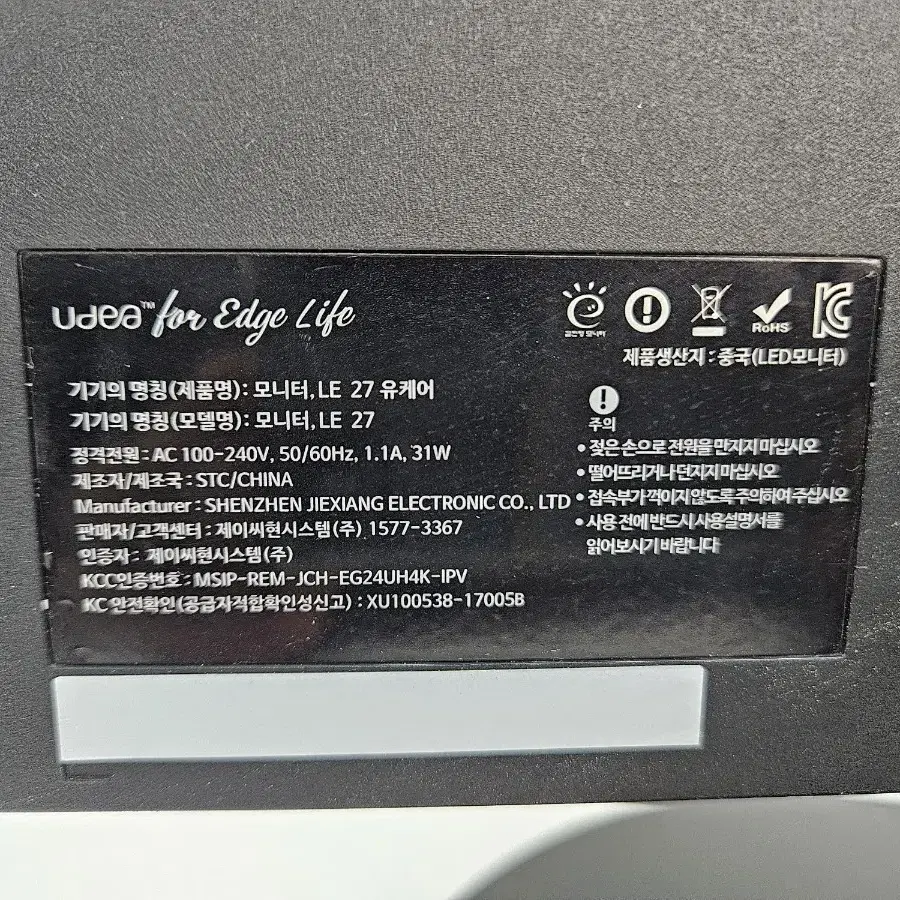 udea™ for Edge Life
RoHS
제품생산지 : 중국(LED모니터)
기기의 명칭(제품명) : 모니터, LE 27 유케어
기기의 명칭(모델명) : 모니터, LE 27
정격전원 : AC 100-240V, 50/60Hz, 1.1A, 31W
제조자/제조국 : STC/CHINA
Manufacturer : SHENZHEN JIEXIANG ELECTRONIC CO., LTD
판매자/고객센터 : 제이씨현시스템(주) 1577-3367
인증자 : 제이씨현시스템(주)
KCC인증번호 : MSIP-REM-JCH-EG24UH4K-IPV
KC 안전확인(공급자적합확인성신고) : XU100538-17005B
주의
• 젖은 손으로 전원을 만지지 마십시오
• 떨어뜨리거나 던지지 마십시오
• 접속부가 꺽이지 않도록 주의하여 주십시오
• 사용 전에 반드시 사용설명서를
읽어보시기 바랍니다